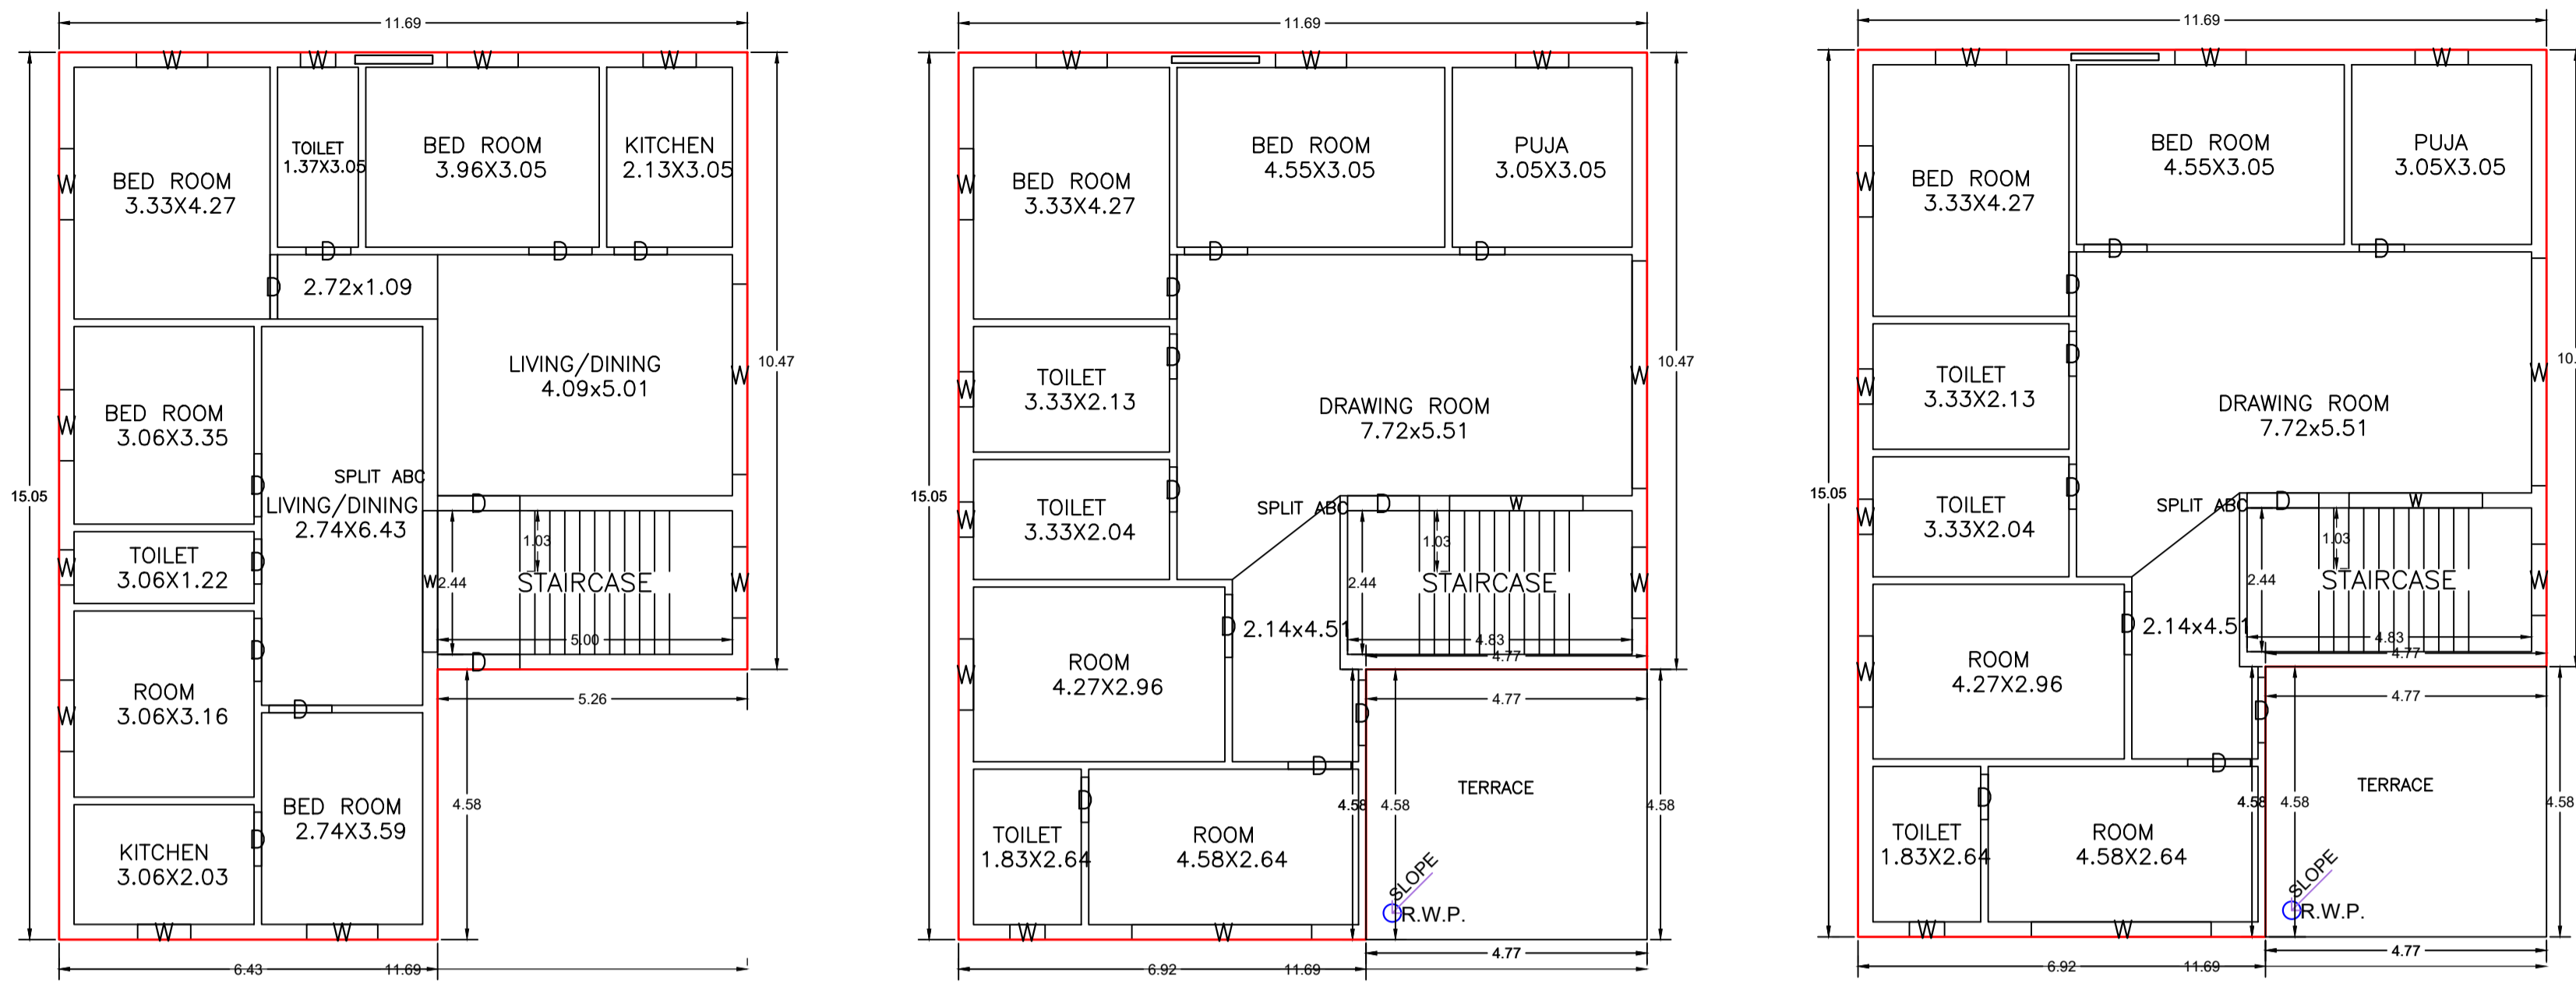 11.69
W
W
W
W
TOILET
1.37X3.05
BED ROOM
3.96X3.05
KITCHEN
2.13X3.05
BED ROOM
3.33X4.27
W
D
D
D
D
2.72x1.09
LIVING/DINING
4.09x5.01
10.47
W
BED ROOM
3.06X3.35
W
15.05
SPLIT ABC
LIVING/DINING
2.74X6.43
D
D
1.03
TOILET
3.06X1.22
W
D
W
2.44
STAIRCASE
W
5.00
D
D
ROOM
3.06X3.16
W
D
5.26
4.58
BED ROOM
2.74X3.59
KITCHEN
3.06X2.03
D
W
W
6.43
11.69
11.69
W
W
W
BED ROOM
4.55X3.05
PUJA
3.05X3.05
BED ROOM
3.33X4.27
W
D
D
D
10.47
TOILET
3.33X2.13
W
D
W
DRAWING ROOM
7.72x5.51
15.05
D
TOILET
3.33X2.04
W
SPLIT ABC
D
W
1.03
2.44
STAIRCASE
W
4.83
4.77
2.14x4.51
D
ROOM
4.27X2.96
W
4.77
D
D
TERRACE
4.58
4.58
4.58
D
TOILET
1.83X2.64
ROOM
4.58X2.64
SLOPE
R.W.P.
W
W
4.77
6.92
11.69
11.69
W
W
W
BED ROOM
4.55X3.05
PUJA
3.05X3.05
BED ROOM
3.33X4.27
W
D
D
D
10.
TOILET
3.33X2.13
W
D
W
DRAWING ROOM
7.72x5.51
15.05
D
TOILET
3.33X2.04
W
SPLIT ABC
D
W
1.03
2.44
STAIRCASE
W
4.83
4.77
2.14x4.51
D
ROOM
4.27X2.96
W
4.77
D
D
TERRACE
4.58
4.58
4.58
D
TOILET
1.83X2.64
ROOM
4.58X2.64
SLOPE
R.W.P.
W
W
4.77
6.92
11.69